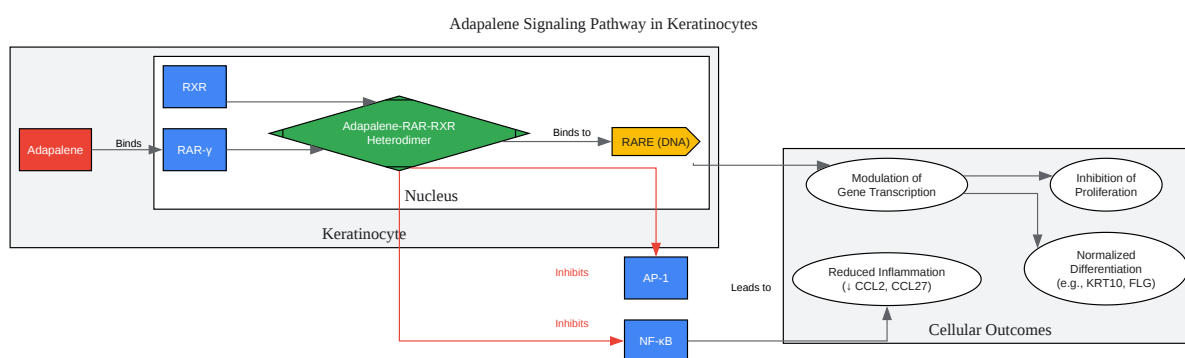 Adapalene Signaling Pathway in Keratinocytes
RXR
Adapalene
Binds
RAR-γ
Adapalene-RAR-RXR
Heterodimer
Binds to
RARE (DNA)
Nucleus
Keratinocyte
Modulation of
Gene Transcription
Inhibition of
Proliferation
Normalized
Differentiation
(e.g., KRT10, FLG)
Inhibits
AP-1
Leads to
Reduced Inflammation
(↓ CCL2, CCL27)
Inhibits
NF-κB
Cellular Outcomes